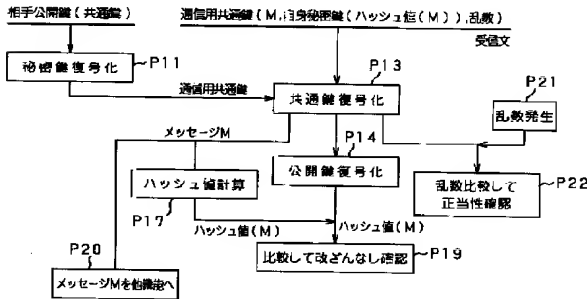 相手公開鍵(共通鍵)
通信用共通鍵(M,自身秘密鍵(ハッシュ値(M)),乱数)
受信文
秘密鍵復号化
P11
P13
通信用共通鍵
共通鍵復号化
P21
乱数発生
メッセージM
P14
ハッシュ値計算
公開鍵復号化
乱数比較して
正当性確認
P22
P17
ハッシュ値(M)
ハッシュ値(M)
P20
P19
メッセージMを他機能へ
比較して改ざんなし確認